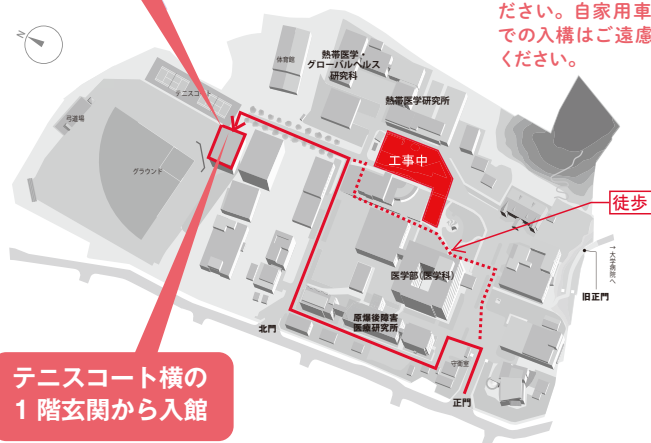 ださい。自家用車
での入構はご遠慮
ください。
N
体育館
熱帯医学・
グローバルヘルス
研究科
テニスコート
熱帯医学研究所
弓道場
グラウンド
工事中
徒歩
→大学病院へ
医学部(医学科)
旧正門
原爆後障害
医療研究所
北門
守衛室
正門
テニスコート横の
1 階玄関から入館